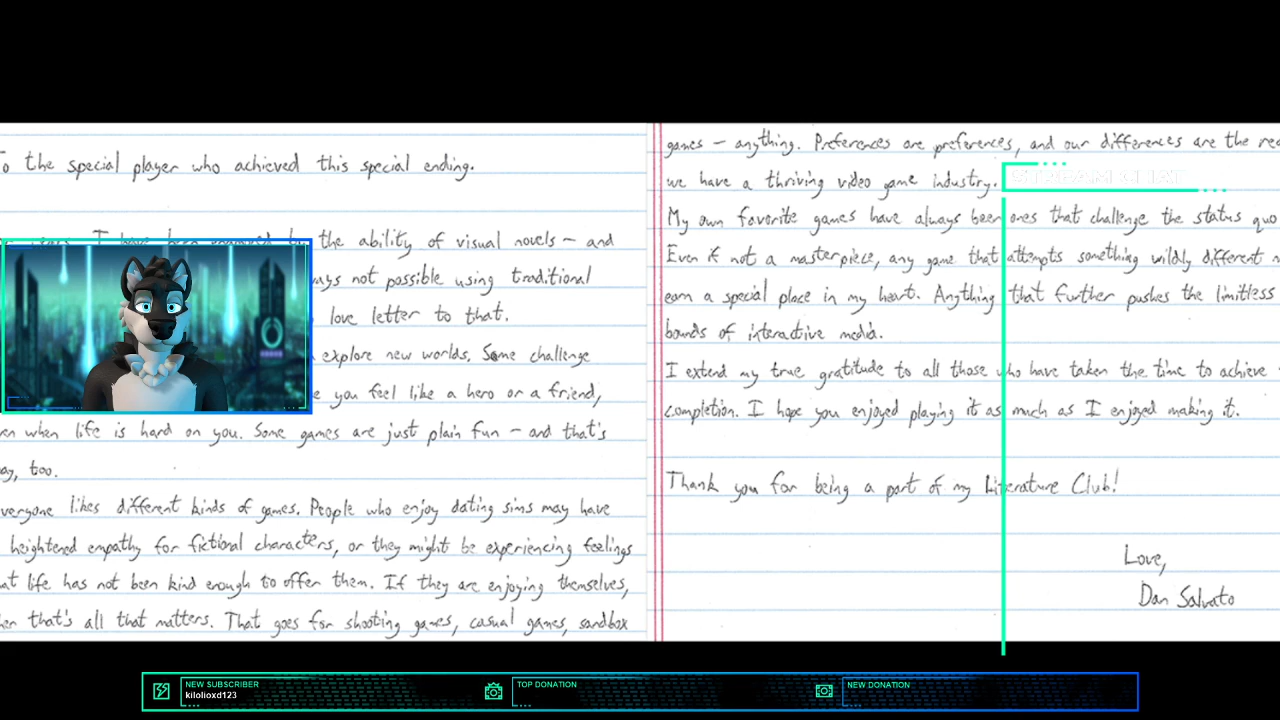 To the special player who achieved this special ending.
the ability of visual novels – and
ways not possible using traditional
love letter to that.
explore new worlds. Some challenge
you feel like a hero or a friend,
when life is hard on you. Some games are just plain fun – and that's
too.
everyone likes different kinds of games. People who enjoy dating sims may have
heightened empathy for fictional characters, or they might be experiencing feelings
that life has not been kind enough to offer them. If they are enjoying themselves,
that's all that matters. That goes for shooting games, casual games, sandbox
games – anything. Preferences are preferences, and our differences are the
we have a thriving video game industry.
My own favorite games have always been ones that challenge the status quo
Even if not a masterpiece, any game that attempts something wildly different
earn a special place in my heart. Anything that further pushes the limitless
bounds of interactive media.
I extend my true gratitude to all those who have taken the time to achieve
completion. I hope you enjoyed playing it as much as I enjoyed making it.
Thank you for being a part of my Literature Club!
Love,
Dan Salvato
STREAM CHAT
NEW SUBSCRIBER
kilolioxd123
TOP DONATION
NEW DONATION